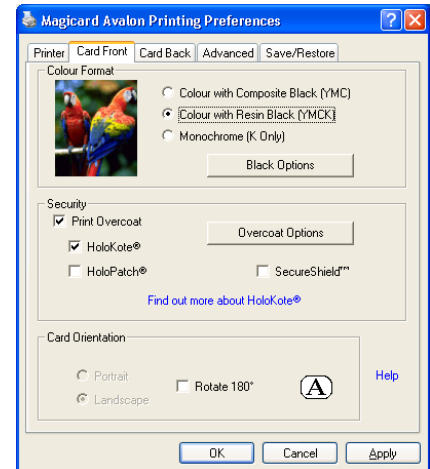 Magicard Avalon Printing Preferences
Printer Card Front Card Back Advanced Save/Restore
Colour Format
Colour with Composite Black (YMC)
Colour with Resin Black (YMCK)
Monochrome (K Only)
Black Options
Security
Print Overcoat
Overcoat Options
HoloKote®
HoloPatch® SecureShield™
Find out more about HoloKote®
Card Orientation
Portrait
Landscape
Rotate 180°
A
Help
OK Cancel Apply